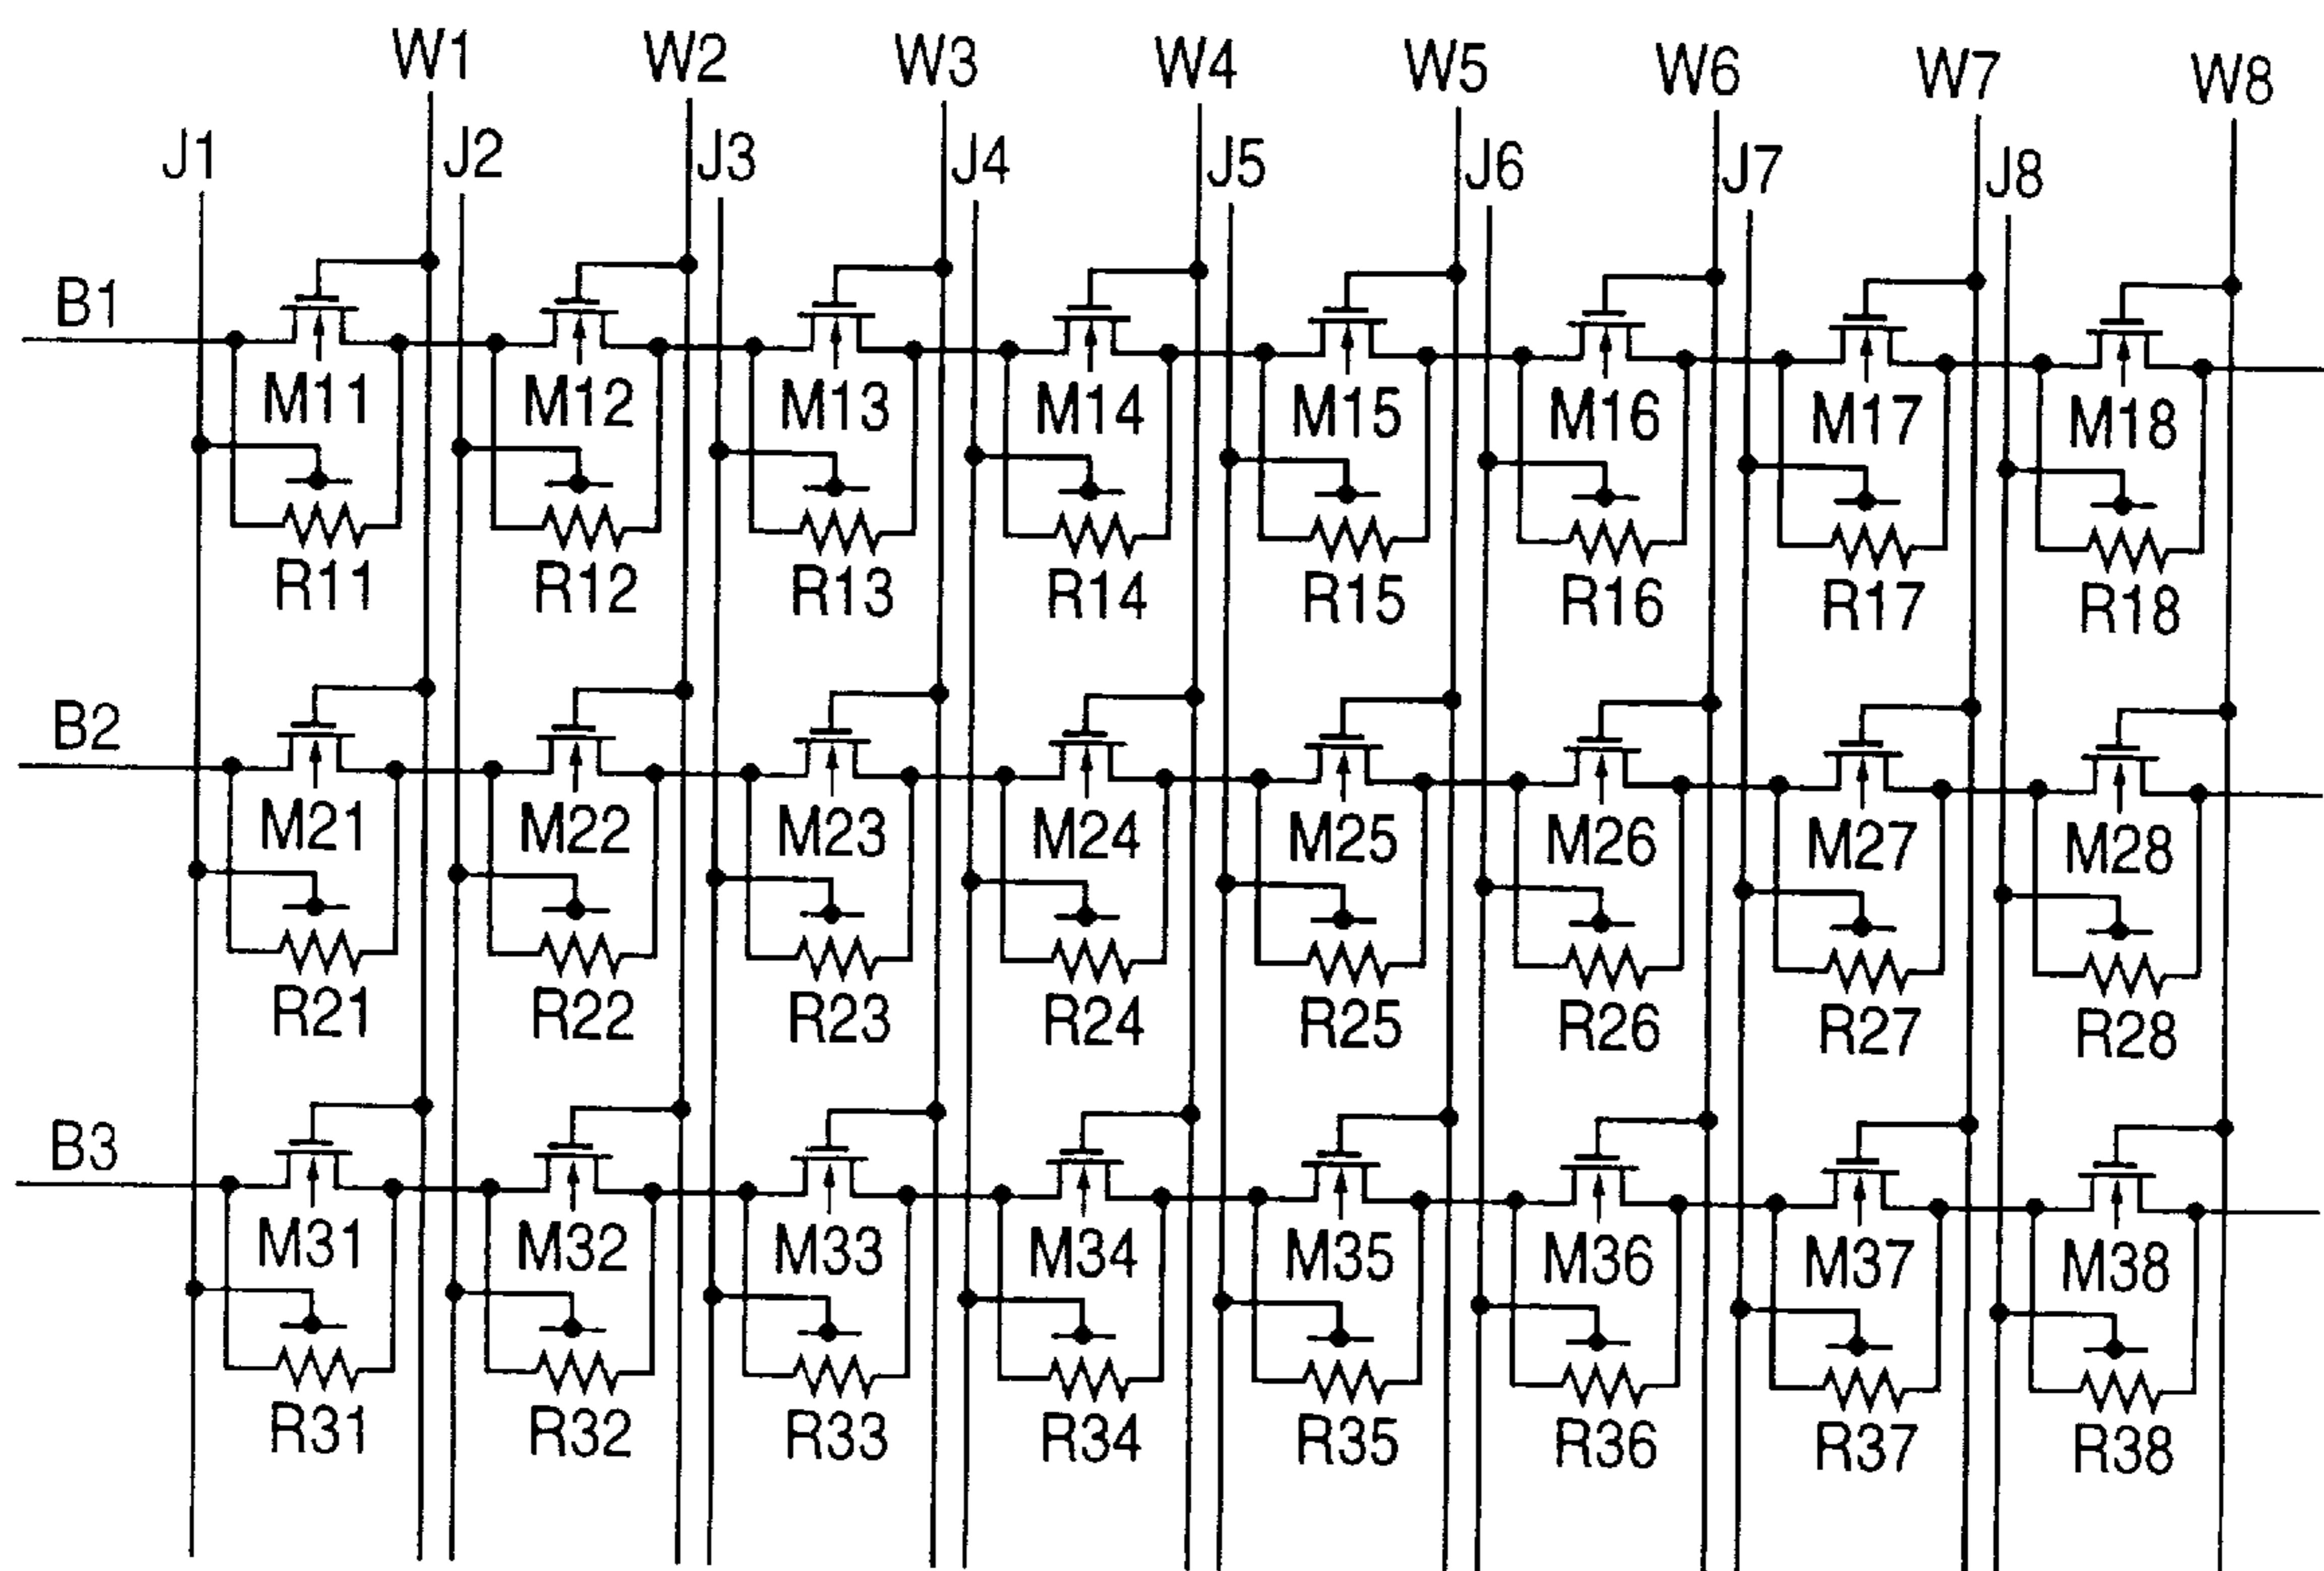 W1 W2 W3 W4 W5 W6 W7 W8
J1 J2 J3 J4 J5 J6 J7 J8
B1
M11 M12 M13 M14 M15 M16 M17 M18
R11 R12 R13 R14 R15 R16 R17 R18
B2
M21 M22 M23 M24 M25 M26 M27 M28
R21 R22 R23 R24 R25 R26 R27 R28
B3
M31 M32 M33 M34 M35 M36 M37 M38
R31 R32 R33 R34 R35 R36 R37 R38